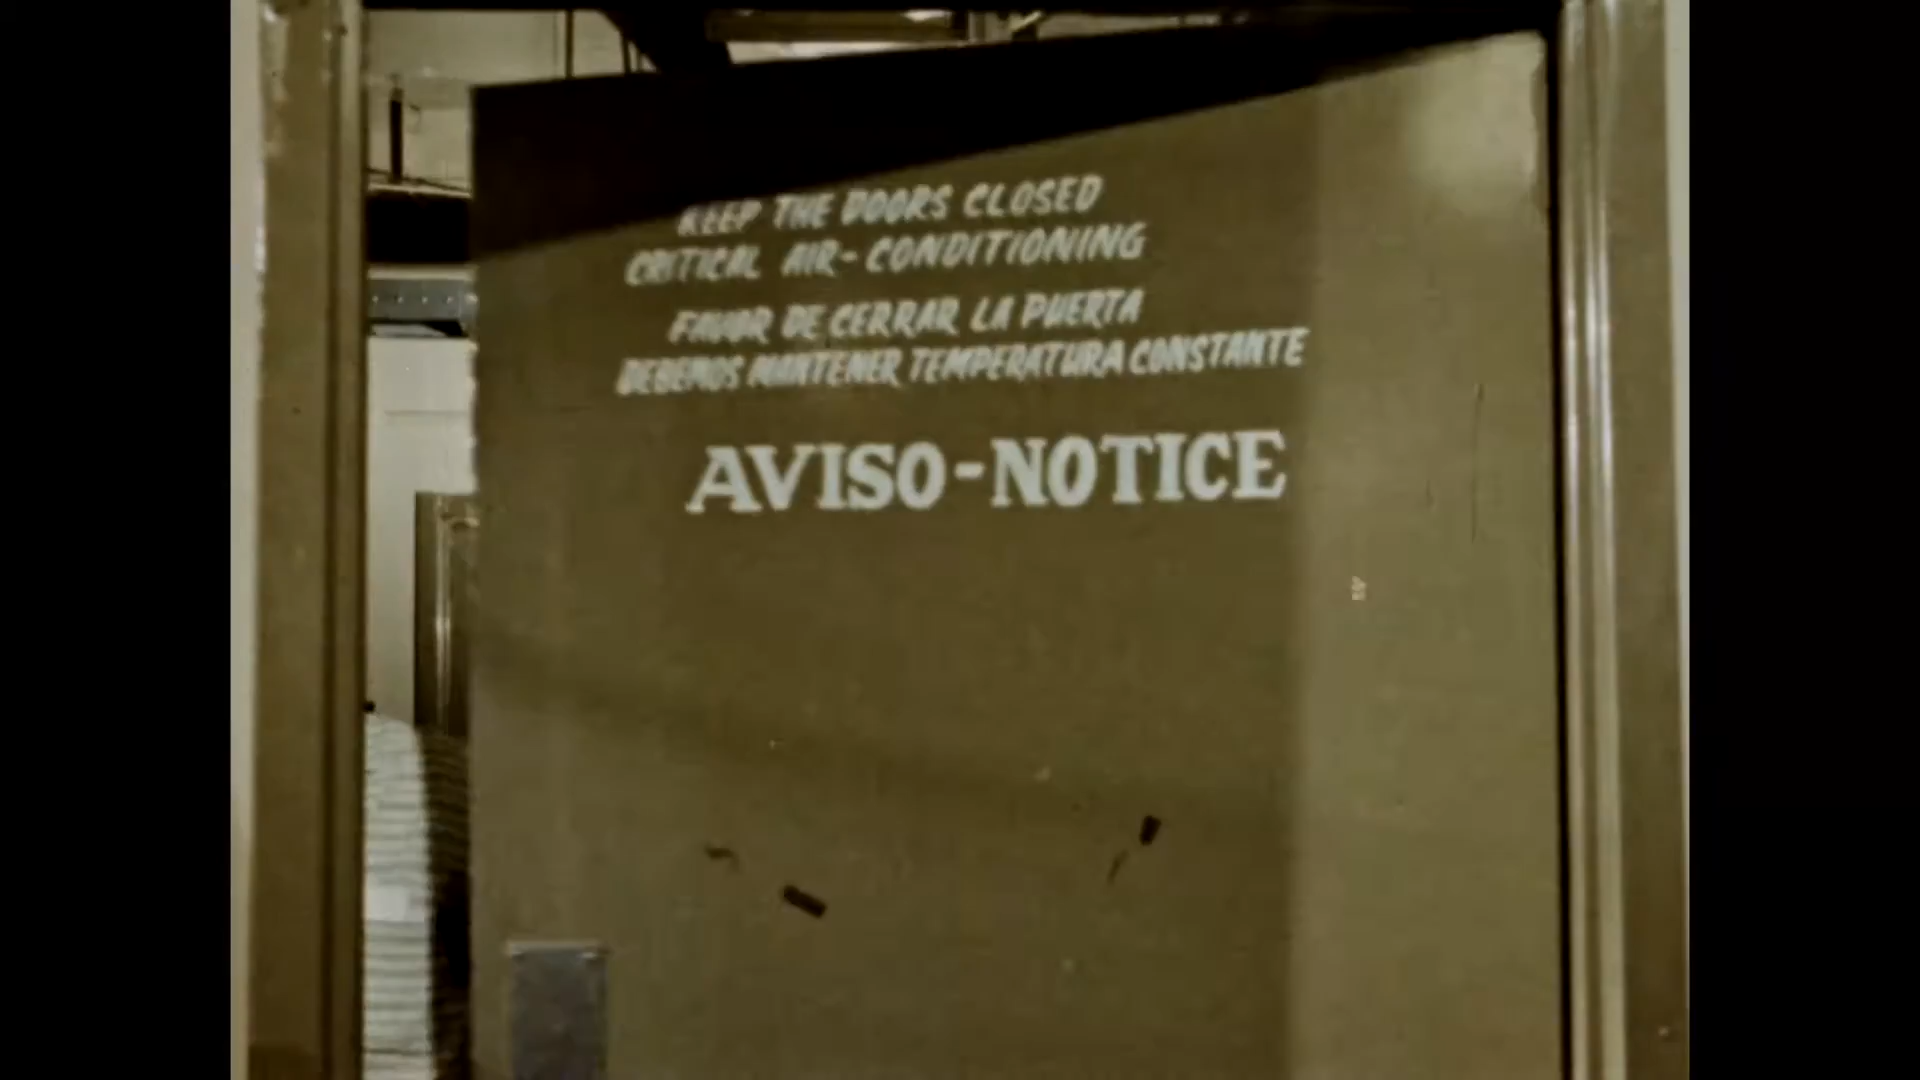 KEEP THE DOORS CLOSED
CRITICAL AIR-CONDITIONING
FAVOR DE CERRAR LA PUERTA
DEBEMOS MANTENER TEMPERATURA CONSTANTE
AVISO-NOTICE